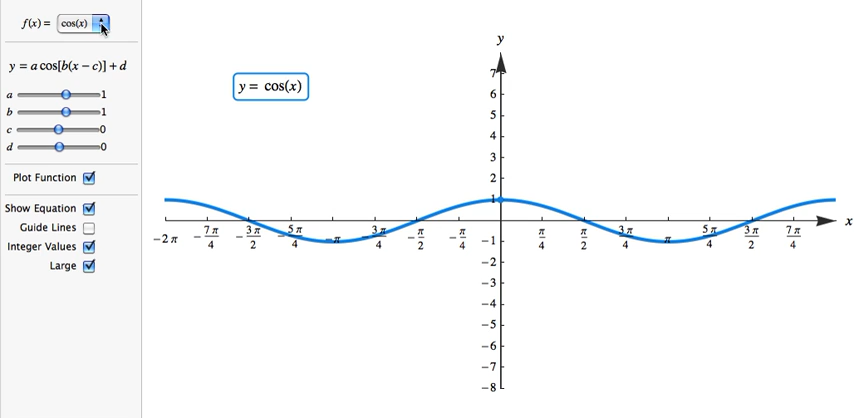 f(x) = cos(x)
y = a cos[b(x − c)] + d
a 1
b 1
c 0
d 0
Plot Function
Show Equation
Guide Lines
Integer Values
Large
y
y = cos(x)
7
6
5
4
3
2
1
x
−2π −7π/4 −3π/2 −5π/4 −π −3π/4 −π/2 −π/4 π/4 π/2 3π/4 π 5π/4 3π/2 7π/4
−1
−2
−3
−4
−5
−6
−7
−8